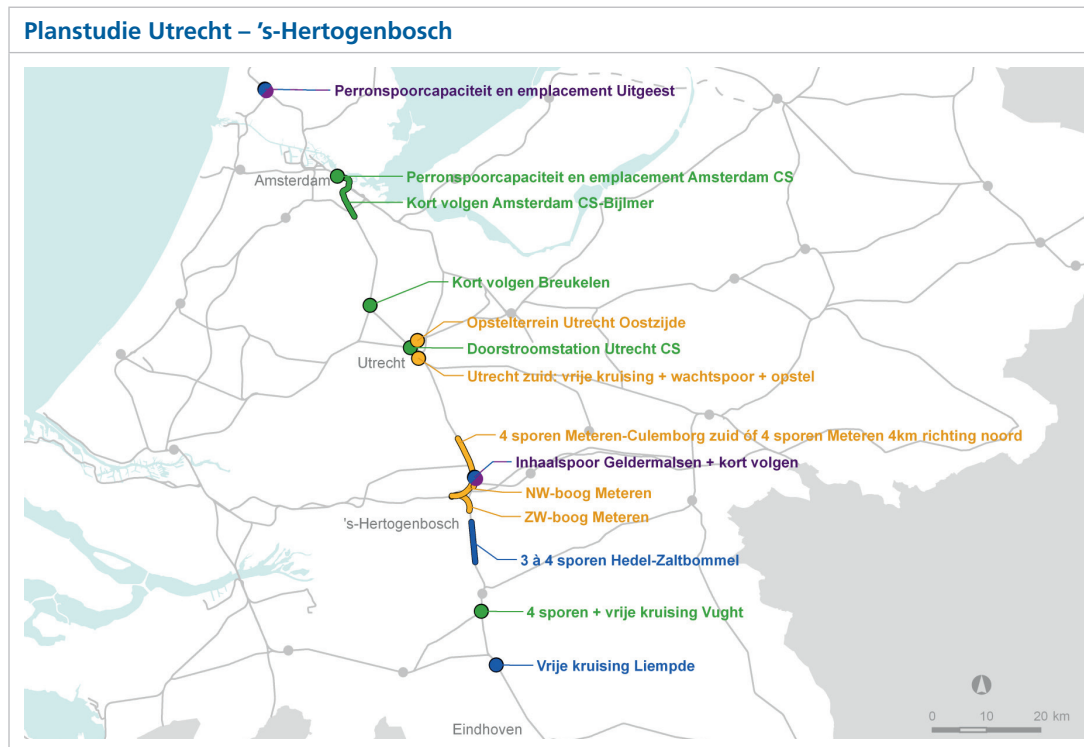 Planstudie Utrecht – ’s-Hertogenbosch
Perronspoorcapaciteit en emplacement Uitgeest
Amsterdam
Perronspoorcapaciteit en emplacement Amsterdam CS
Kort volgen Amsterdam CS-Bijlmer
Kort volgen Breukelen
Opstelterrein Utrecht Oostzijde
Doorstroomstation Utrecht CS
Utrecht
Utrecht zuid: vrije kruising + wachtspoor + opstel
4 sporen Meteren-Culemborg zuid óf 4 sporen Meteren 4km richting noord
Inhaalspoor Geldermalsen + kort volgen
NW-boog Meteren
ZW-boog Meteren
's-Hertogenbosch
3 à 4 sporen Hedel-Zaltbommel
4 sporen + vrije kruising Vught
Vrije kruising Liempde
Eindhoven
0 10 20 km